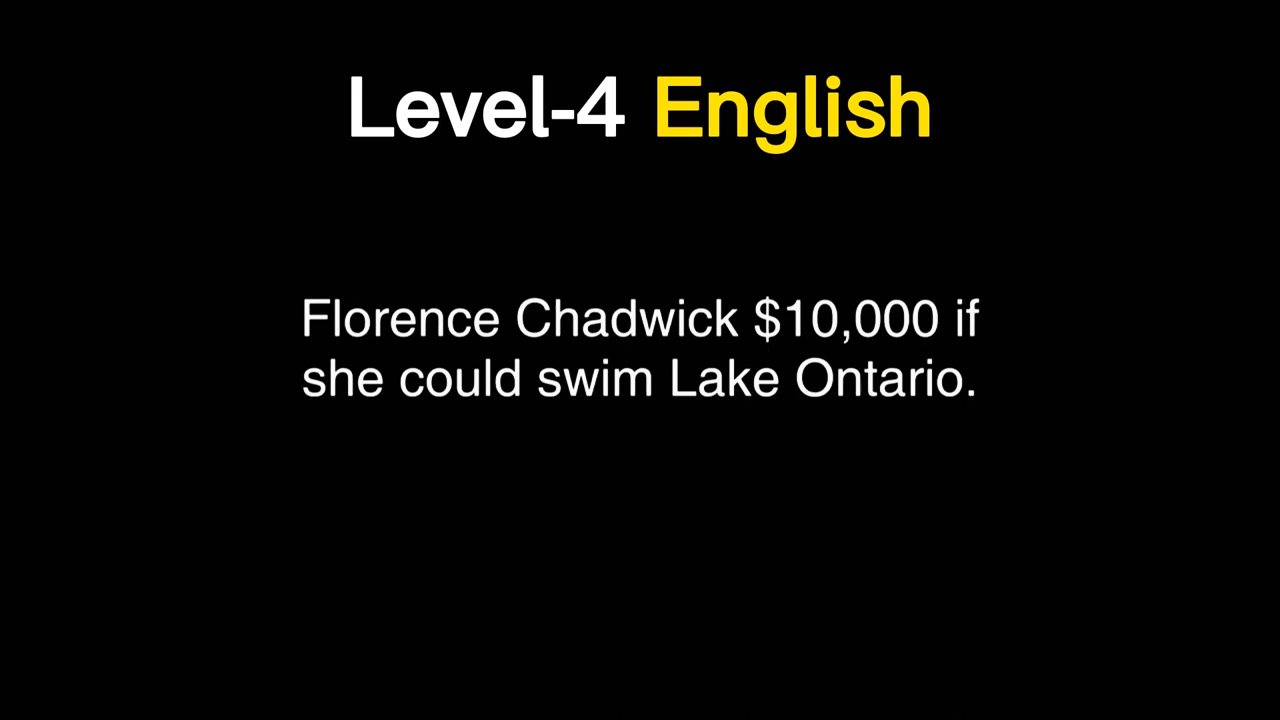 Level-4 English
Florence Chadwick $10,000 if
she could swim Lake Ontario.